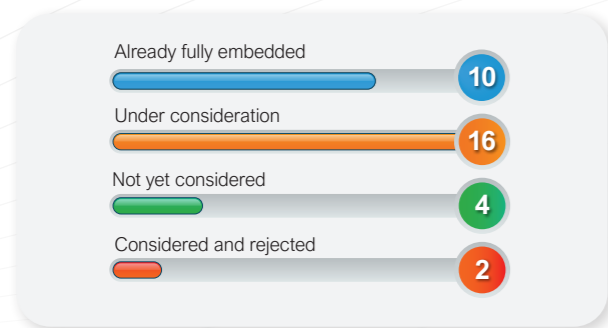 Already fully embedded
10
Under consideration
16
Not yet considered
4
Considered and rejected
2